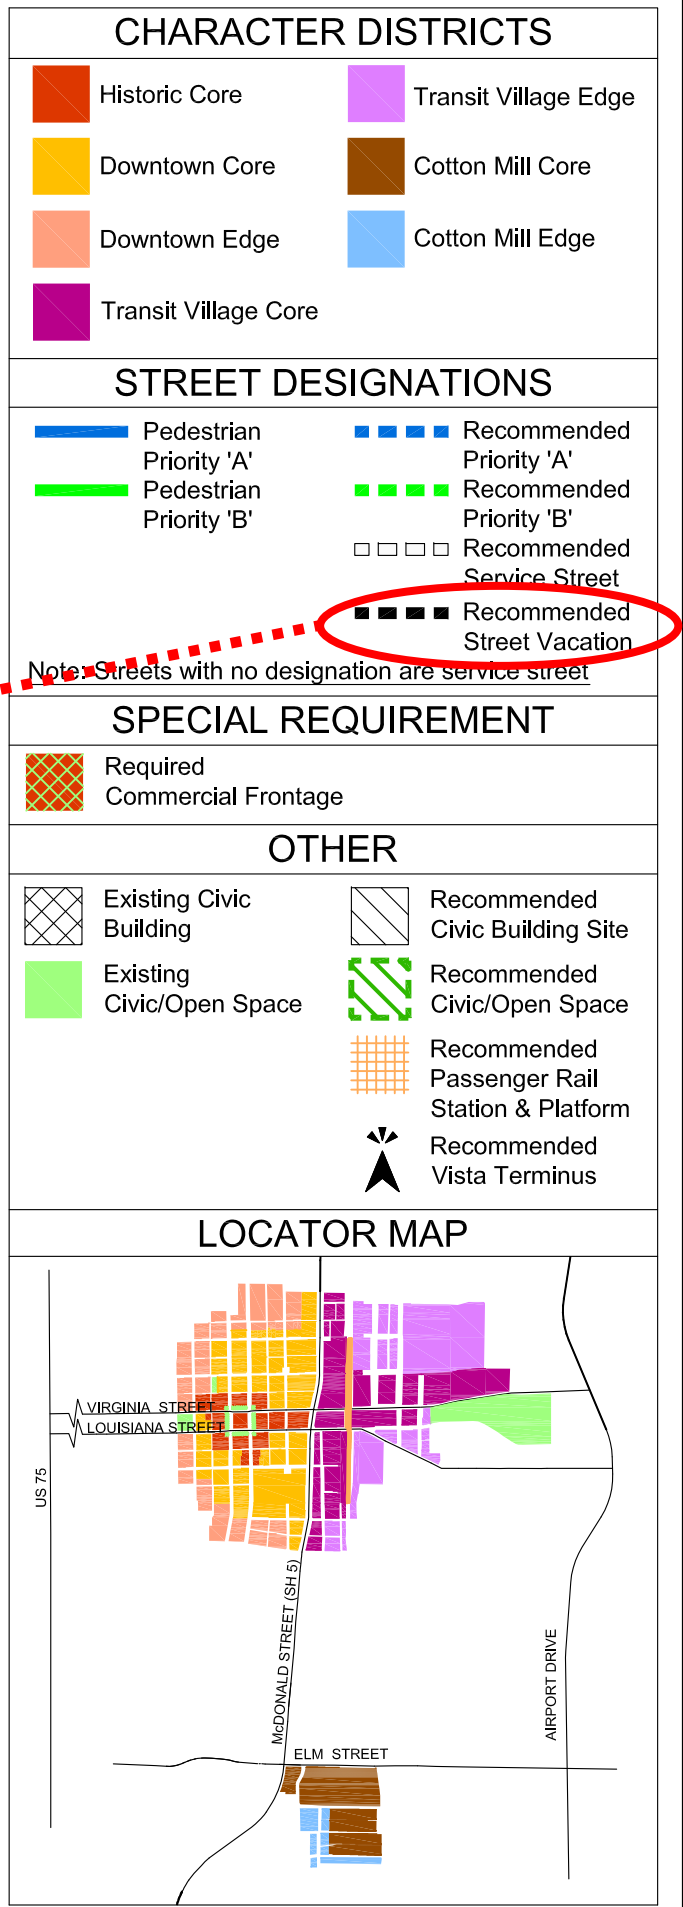 CHARACTER DISTRICTS
Historic Core
Transit Village Edge
Downtown Core
Cotton Mill Core
Downtown Edge
Cotton Mill Edge
Transit Village Core
STREET DESIGNATIONS
Pedestrian
Priority 'A'
Pedestrian
Priority 'B'
Recommended
Priority 'A'
Recommended
Priority 'B'
Recommended
Service Street
Recommended
Street Vacation
Note: Streets with no designation are service street
SPECIAL REQUIREMENT
Required
Commercial Frontage
OTHER
Existing Civic
Building
Existing
Civic/Open Space
Recommended
Civic Building Site
Recommended
Civic/Open Space
Recommended
Passenger Rail
Station & Platform
Recommended
Vista Terminus
LOCATOR MAP
VIRGINIA STREET
LOUISIANA STREET
US 75
McDONALD STREET (SH 5)
AIRPORT DRIVE
ELM STREET